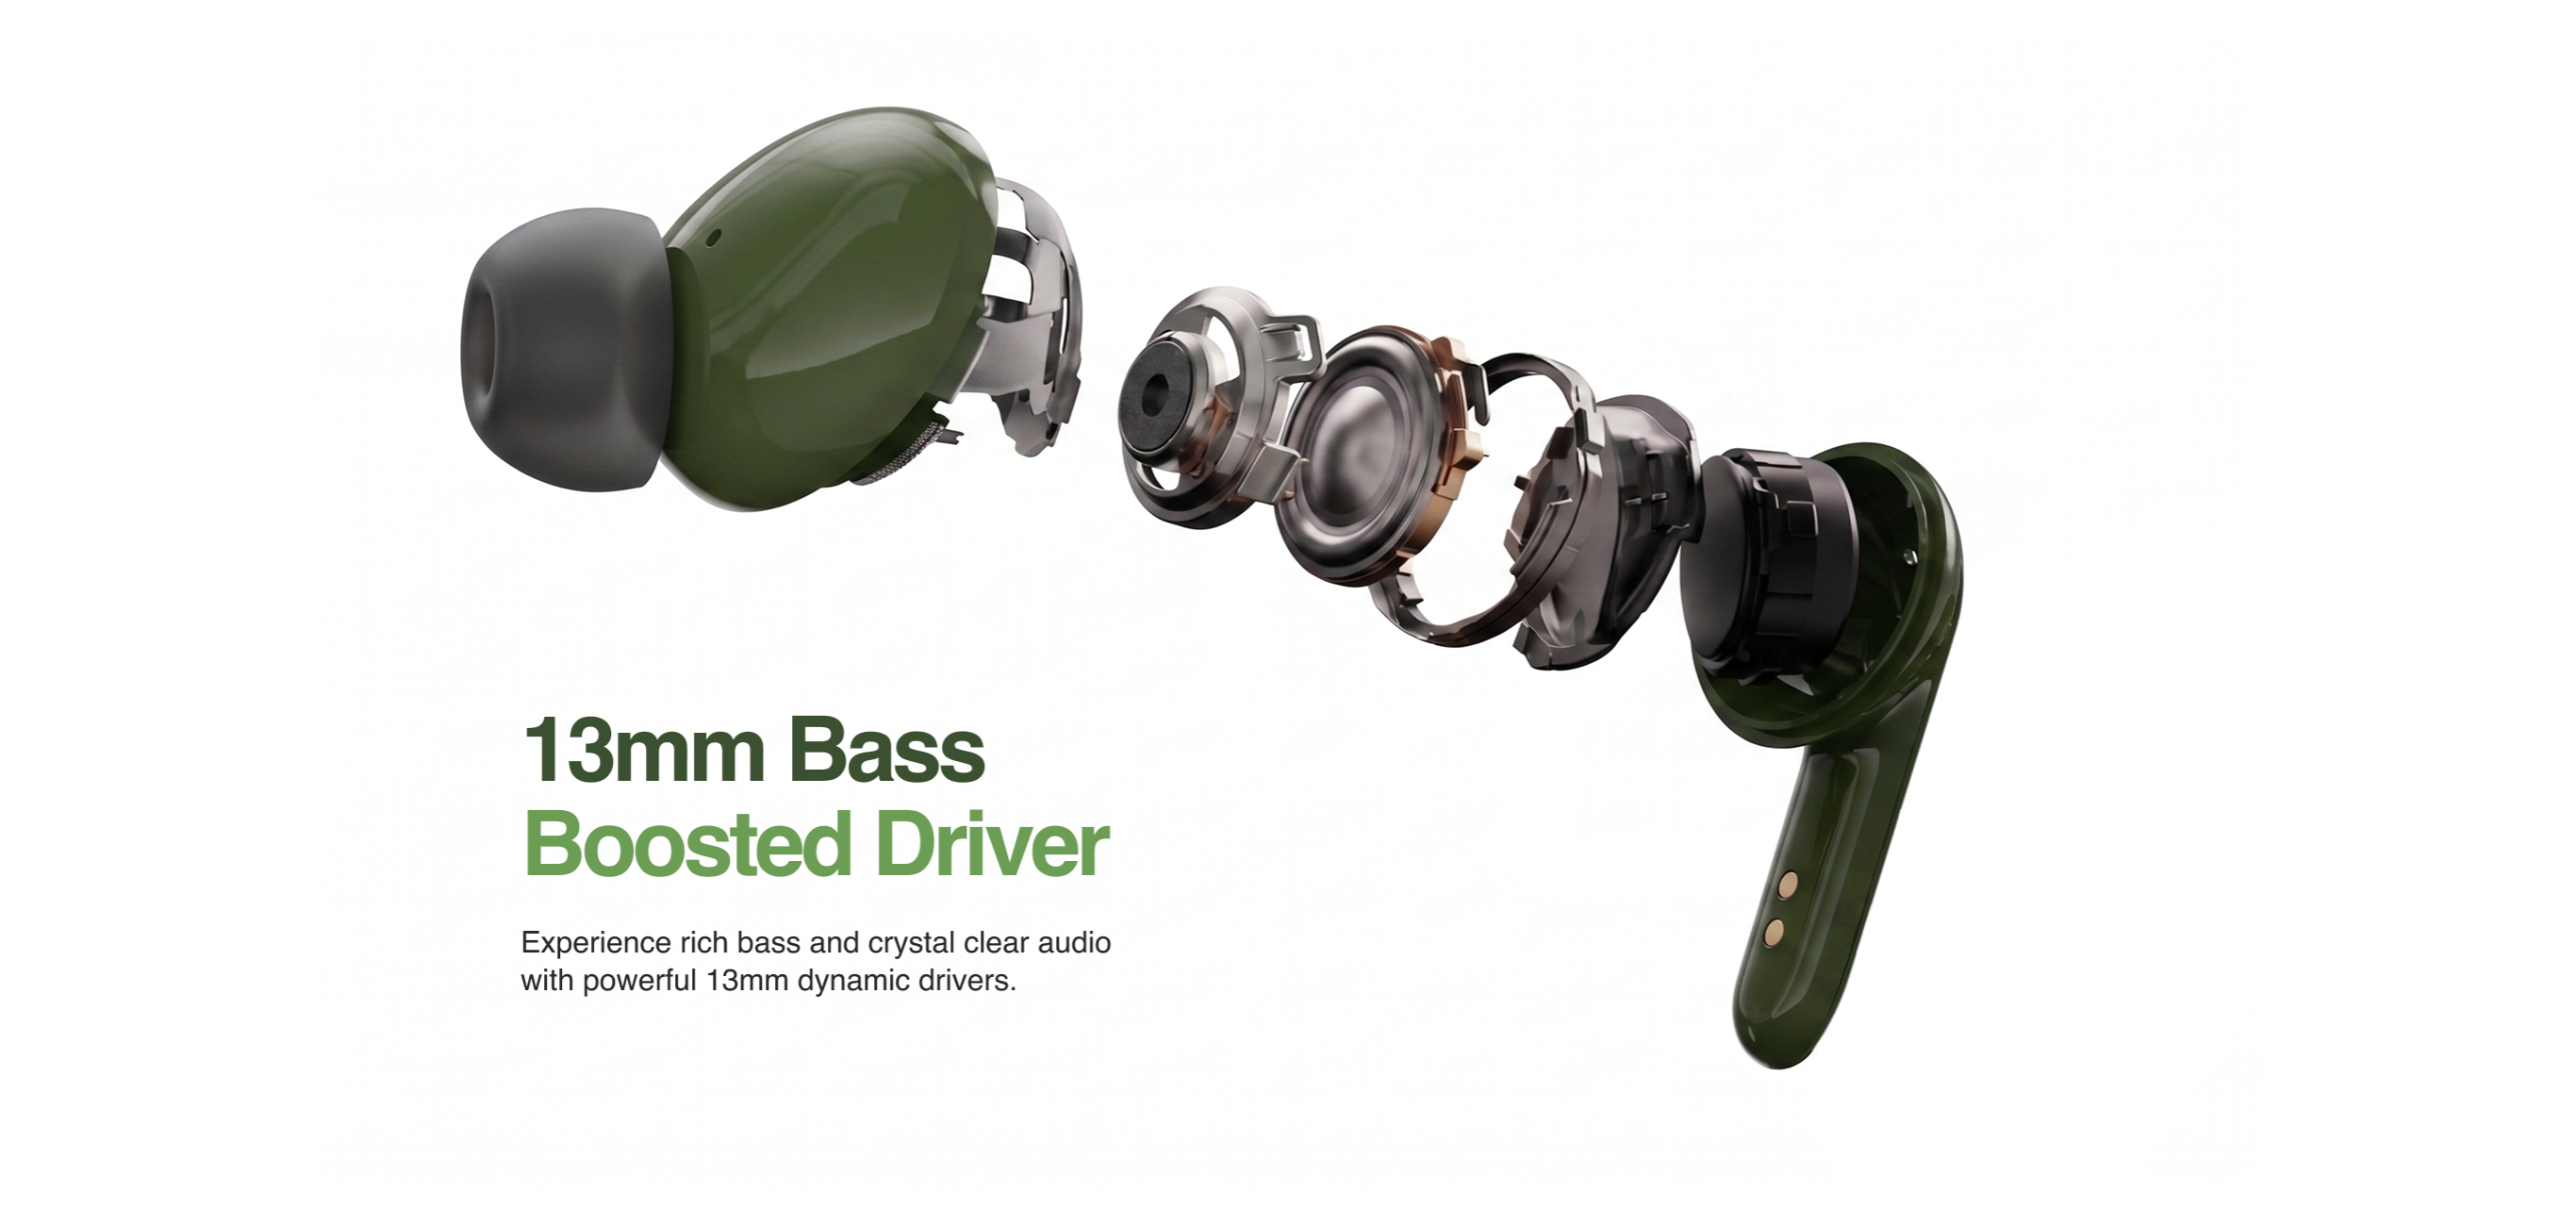 13mm Bass
Boosted Driver
Experience rich bass and crystal clear audio
with powerful 13mm dynamic drivers.